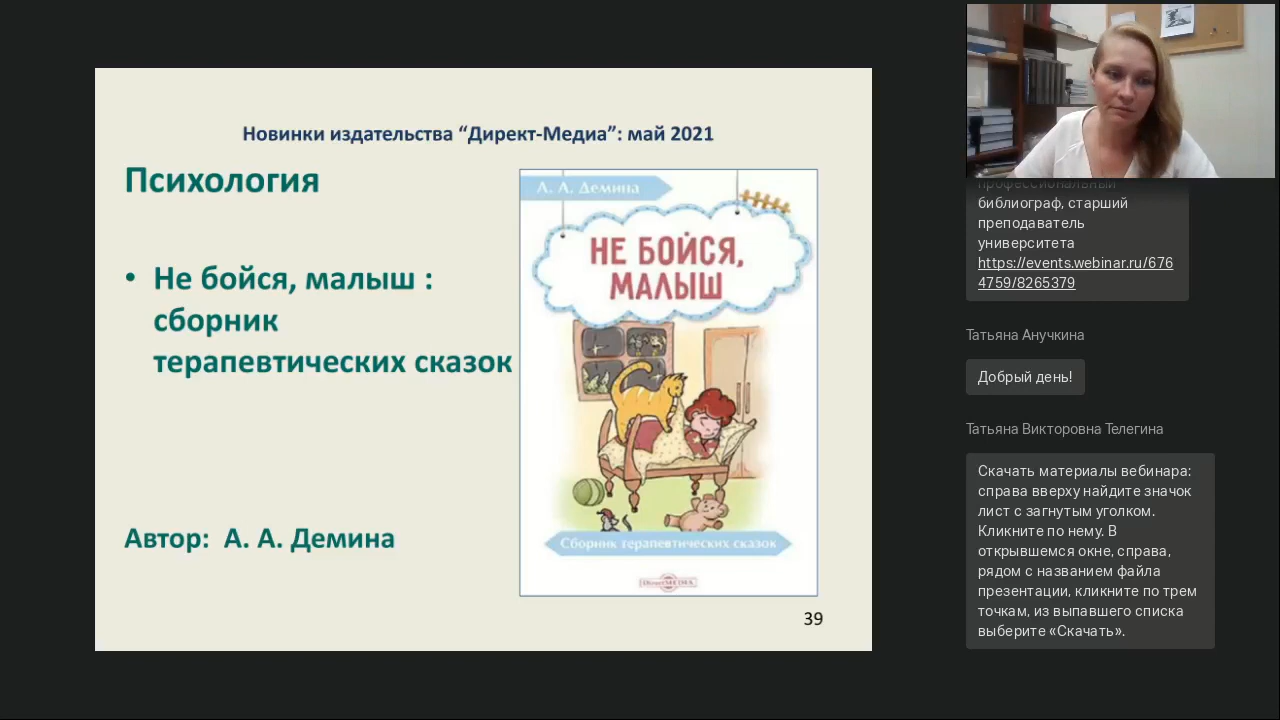 Новинки издательства “Директ-Медиа”: май 2021
Психология
• Не бойся, малыш :
сборник
терапевтических сказок
Автор: А. А. Демина
А. А. Демина
НЕ БОЙСЯ,
МАЛЫШ
Сборник терапевтических сказок
DirectMEDIA
39
профессиональный
библиограф, старший
преподаватель
университета
https://events.webinar.ru/676
4759/8265379
Татьяна Анучкина
Добрый день!
Татьяна Викторовна Телегина
Скачать материалы вебинара:
справа вверху найдите значок
лист с загнутым уголком.
Кликните по нему. В
открывшемся окне, справа,
рядом с названием файла
презентации, кликните по трем
точкам, из выпавшего списка
выберите «Скачать».